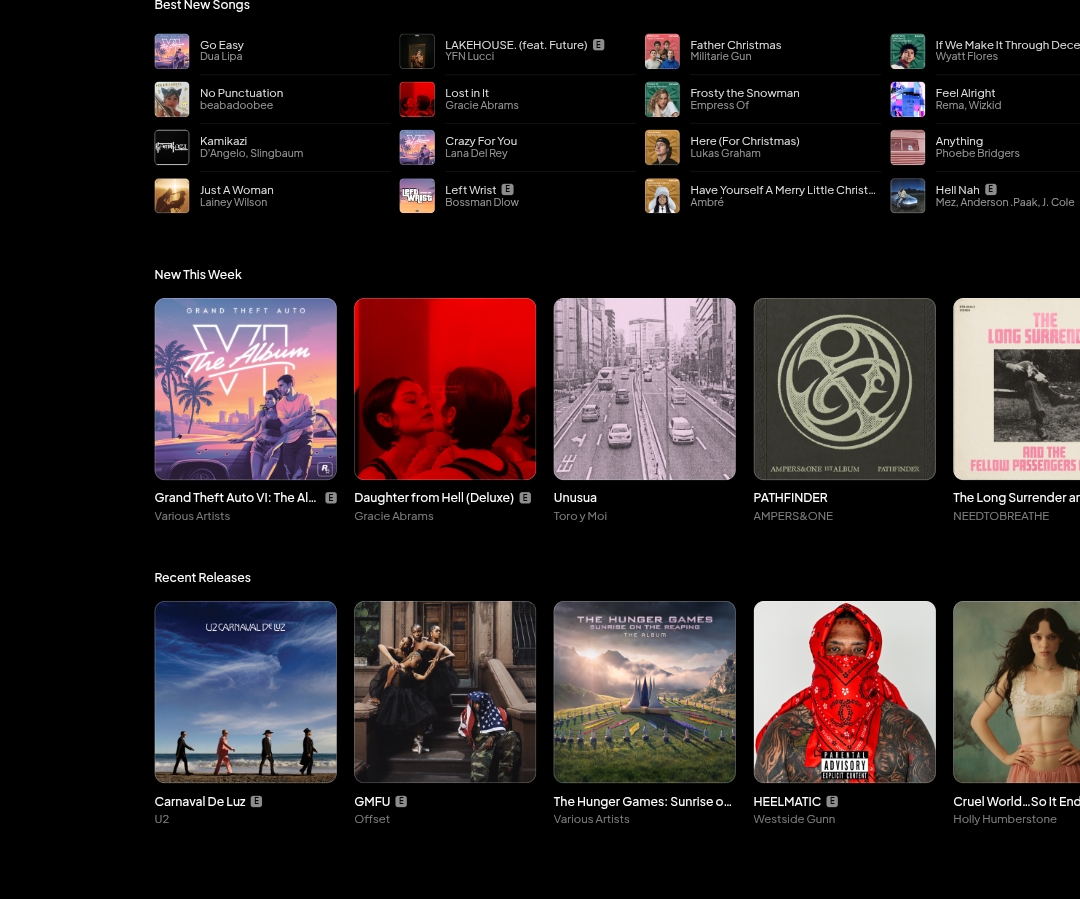 Best New Songs
Go Easy
Dua Lipa
LAKEHOUSE. (feat. Future) E
YFN Lucci
Father Christmas
Militarie Gun
If We Make It Through Dece
Wyatt Flores
No Punctuation
beabadoobee
Lost in It
Gracie Abrams
Frosty the Snowman
Empress Of
Feel Alright
Rema, Wizkid
Kamikazi
D'Angelo, Slingbaum
Crazy For You
Lana Del Rey
Here (For Christmas)
Lukas Graham
Anything
Phoebe Bridgers
Just A Woman
Lainey Wilson
LEFT WRIST
Left Wrist E
Bossman Dlow
Have Yourself A Merry Little Christ...
Ambré
Hell Nah E
Mez, Anderson .Paak, J. Cole
New This Week
GRAND THEFT AUTO
VI
The Album
R
THE
LONG SURREND
AND THE
FELLOW PASSENGERS
AMPERS&ONE 1ST ALBUM PATHFINDER
Grand Theft Auto VI: The Al... E
Various Artists
Daughter from Hell (Deluxe) E
Gracie Abrams
Unusua
Toro y Moi
PATHFINDER
AMPERS&ONE
The Long Surrender ar
NEEDTOBREATHE
Recent Releases
U2 CARNAVAL DE LUZ
THE HUNGER GAMES
SUNRISE ON THE REAPING
THE ALBUM
PARENTAL
ADVISORY
EXPLICIT CONTENT
Carnaval De Luz E
U2
GMFU E
Offset
The Hunger Games: Sunrise o...
Various Artists
HEELMATIC E
Westside Gunn
Cruel World...So It End
Holly Humberstone